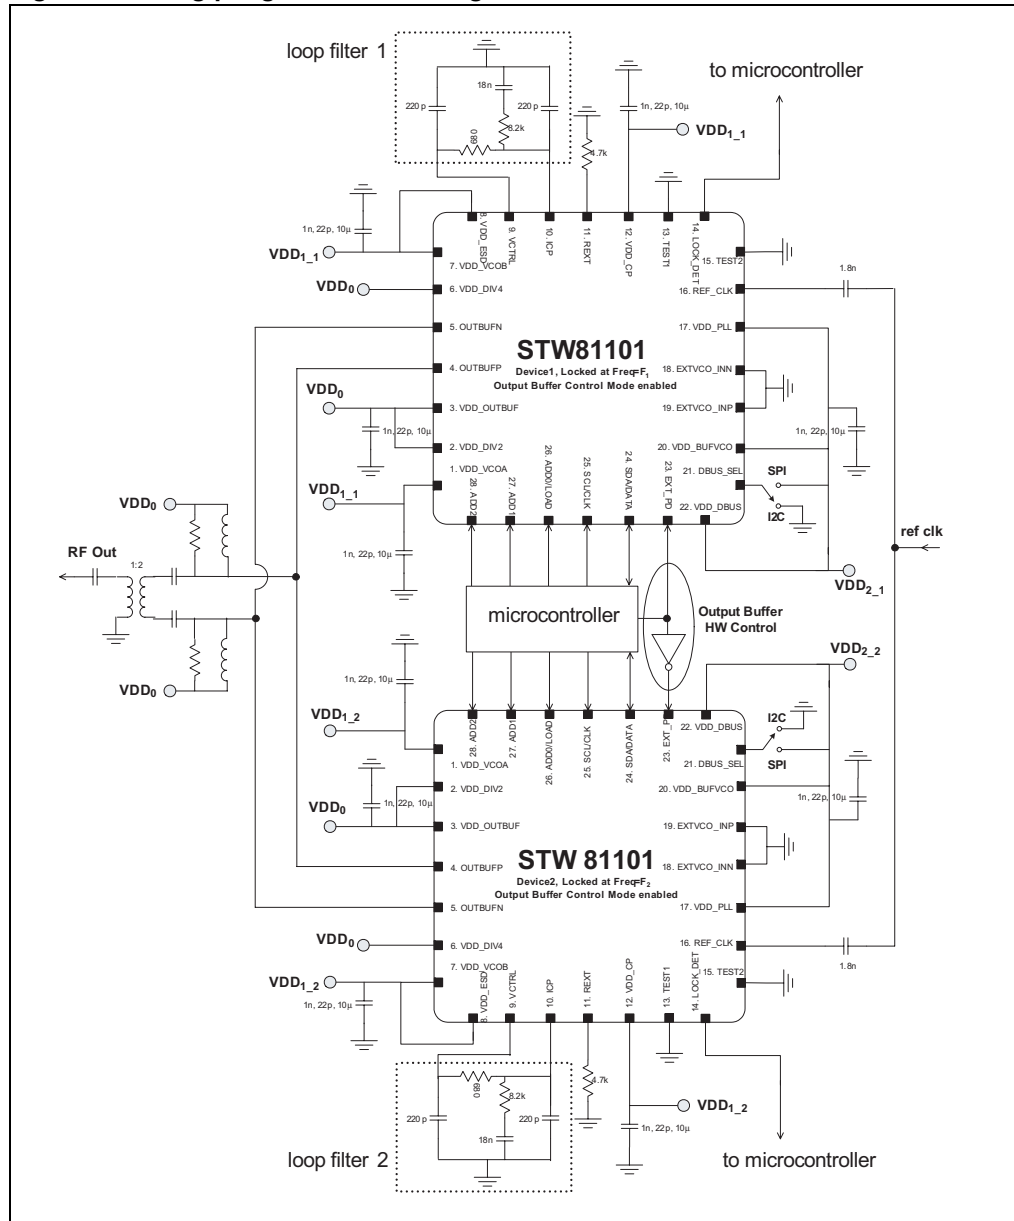 loop filter 1
18n
220 p
220 p
8.2k
680
to microcontroller
1n, 22p, 10µ
VDD1_1
4.7k
1n, 22p, 10µ
VDD1_1
8. VDD_ESD
9. VCTRL
10. ICP
11. REXT
12. VDD_CP
13. TEST1
14. LOCK_DET
15. TEST2
7. VDD_VCOB
VDD0
6. VDD_DIV4
16. REF_CLK
1.8n
5. OUTBUFN
17. VDD_PLL
STW81101
Device1, Locked at Freq=F1
Output Buffer Control Mode enabled
4. OUTBUFP
18. EXTVCO_INN
VDD0
3. VDD_OUTBUF
19. EXTVCO_INP
1n, 22p, 10µ
1n, 22p, 10µ
2. VDD_DIV2
20. VDD_BUFVCO
1. VDD_VCOA
21. DBUS_SEL
SPI
I2C
VDD1_1
28. ADD2
27. ADD1
26. ADD0/LOAD
25. SCL/CLK
24. SDA/DATA
23. EXT_PD
22. VDD_DBUS
VDD0
RF Out
1:2
1n, 22p, 10µ
ref clk
VDD2_1
microcontroller
Output Buffer
HW Control
VDD2_2
VDD0
1n, 22p, 10µ
VDD1_2
28. ADD2
27. ADD1
26. ADD0/LOAD
25. SCL/CLK
24. SDA/DATA
23. EXT_P
22. VDD_DBUS
I2C
SPI
1. VDD_VCOA
21. DBUS_SEL
2. VDD_DIV2
20. VDD_BUFVCO
VDD0
1n, 22p, 10µ
1n, 22p, 10µ
3. VDD_OUTBUF
19. EXTVCO_INP
STW 81101
Device2, Locked at Freq=F2
Output Buffer Control Mode enabled
4. OUTBUFP
18. EXTVCO_INN
5. OUTBUFN
17. VDD_PLL
VDD0
6. VDD_DIV4
16. REF_CLK
1.8n
7. VDD_VCOB
15. TEST2
VDD1_2
1n, 22p, 10µ
8. VDD_ESD
9. VCTRL
10. ICP
11. REXT
12. VDD_CP
13. TEST1
14. LOCK_DET
680
8.2k
4.7k
220 p
220 p
18n
VDD1_2
1n, 22p, 10µ
loop filter 2
to microcontroller